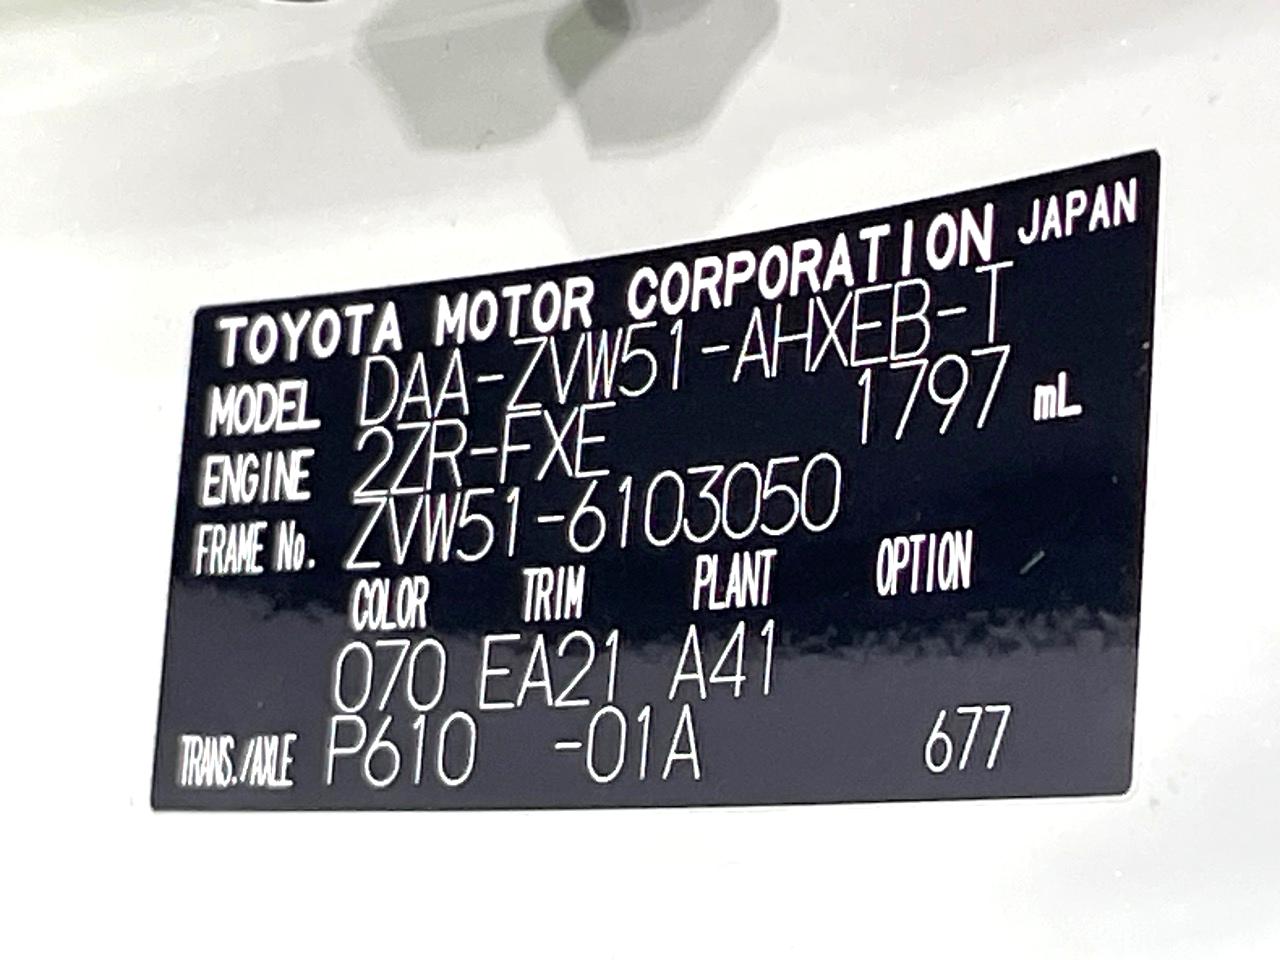 TOYOTA MOTOR CORPORATION JAPAN
MODEL DAA-ZVW51-AHXEB-T
ENGINE 2ZR-FXE 1797 mL
FRAME No. ZVW51-6103050
COLOR TRIM PLANT OPTION
070 EA21 A41
TRANS./AXLE P610 -01A 677